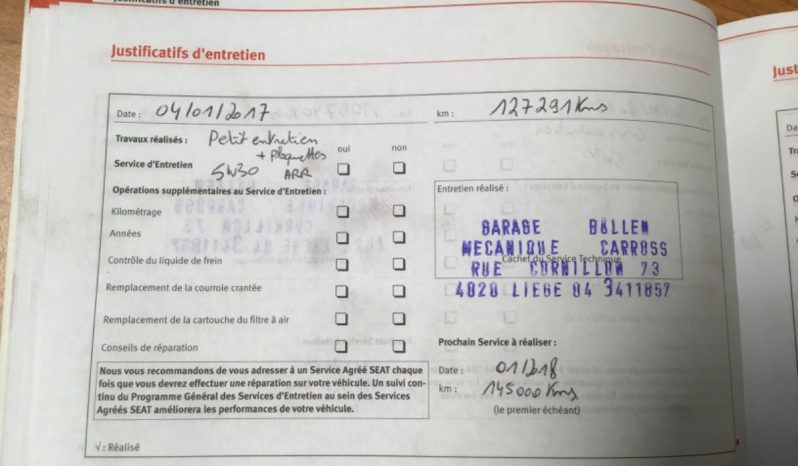 Justificatifs d'entretien
Justificatifs d'entretien
Just
Date : 04/01/2017
km : 127291Kms
Travaux réalisés : Petit entretien
+ plaquettes
oui non
Service d'Entretien 5W30 ARR
Opérations supplémentaires au Service d'Entretien :
Kilométrage
Années
Contrôle du liquide de frein
Remplacement de la courroie crantée
Remplacement de la cartouche du filtre à air
Conseils de réparation
Entretien réalisé :
GARAGE BALLEN
MECANIQUE CARROSS
Cachet du Service Technique
RUE CORNILLON 73
4020 LIEGE 04 3411857
Prochain Service à réaliser :
Date : 01/2018
km : 145000 Kms
(le premier échéant)
Nous vous recommandons de vous adresser à un Service Agréé SEAT chaque
fois que vous devrez effectuer une réparation sur votre véhicule. Un suivi con-
tinu du Programme Général des Services d'Entretien au sein des Services
Agréés SEAT améliorera les performances de votre véhicule.
√ : Réalisé